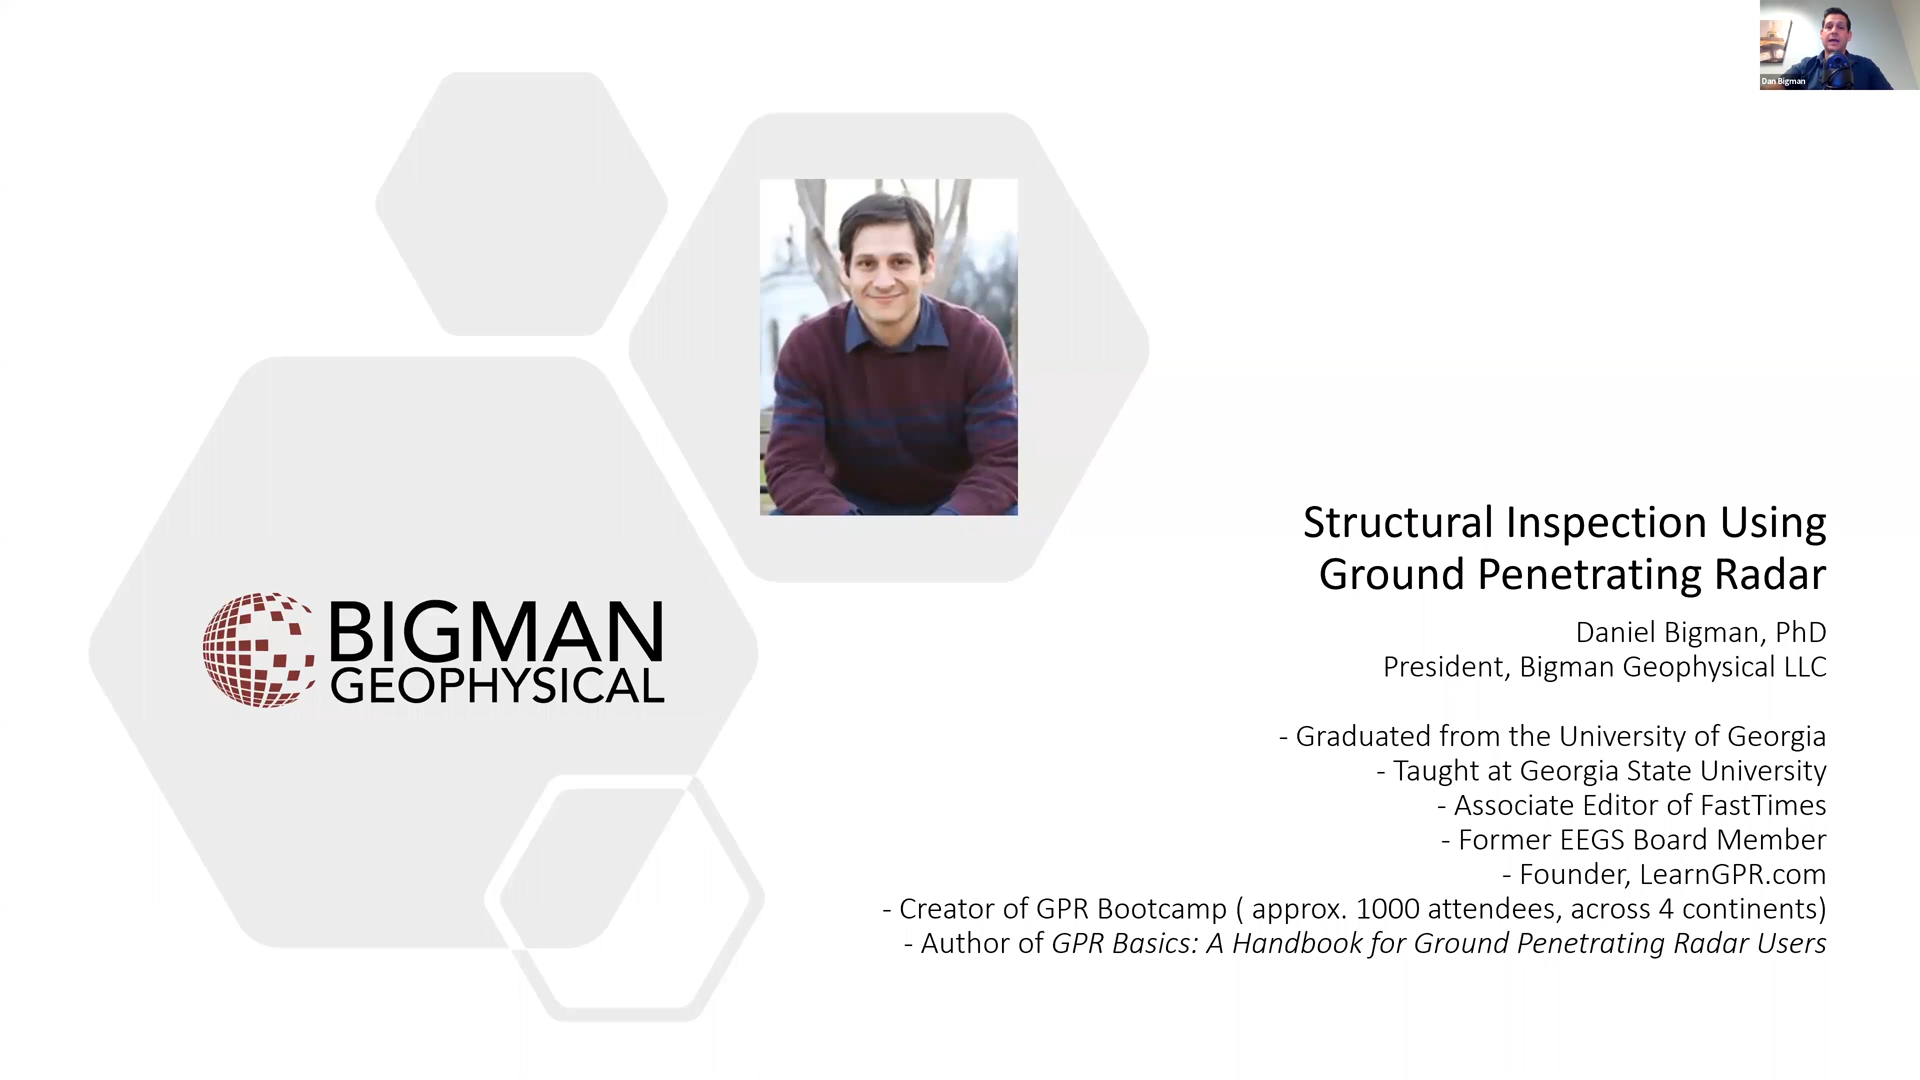 Dan Bigman
BIGMAN
GEOPHYSICAL
Structural Inspection Using
Ground Penetrating Radar
Daniel Bigman, PhD
President, Bigman Geophysical LLC
- Graduated from the University of Georgia
- Taught at Georgia State University
- Associate Editor of FastTimes
- Former EEGS Board Member
- Founder, LearnGPR.com
- Creator of GPR Bootcamp ( approx. 1000 attendees, across 4 continents)
- Author of GPR Basics: A Handbook for Ground Penetrating Radar Users